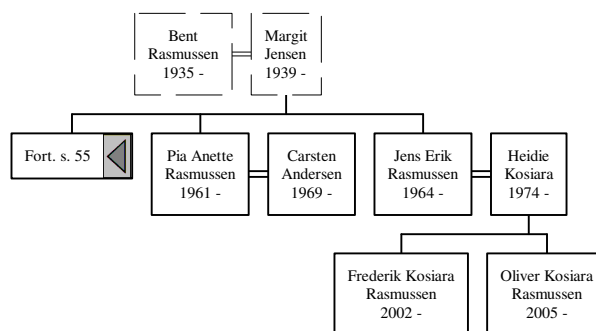 Bent
Rasmussen
1935 -
Margit
Jensen
1939 -
Fort. s. 55
Pia Anette
Rasmussen
1961 -
Carsten
Andersen
1969 -
Jens Erik
Rasmussen
1964 -
Heidie
Kosiara
1974 -
Frederik Kosiara
Rasmussen
2002 -
Oliver Kosiara
Rasmussen
2005 -